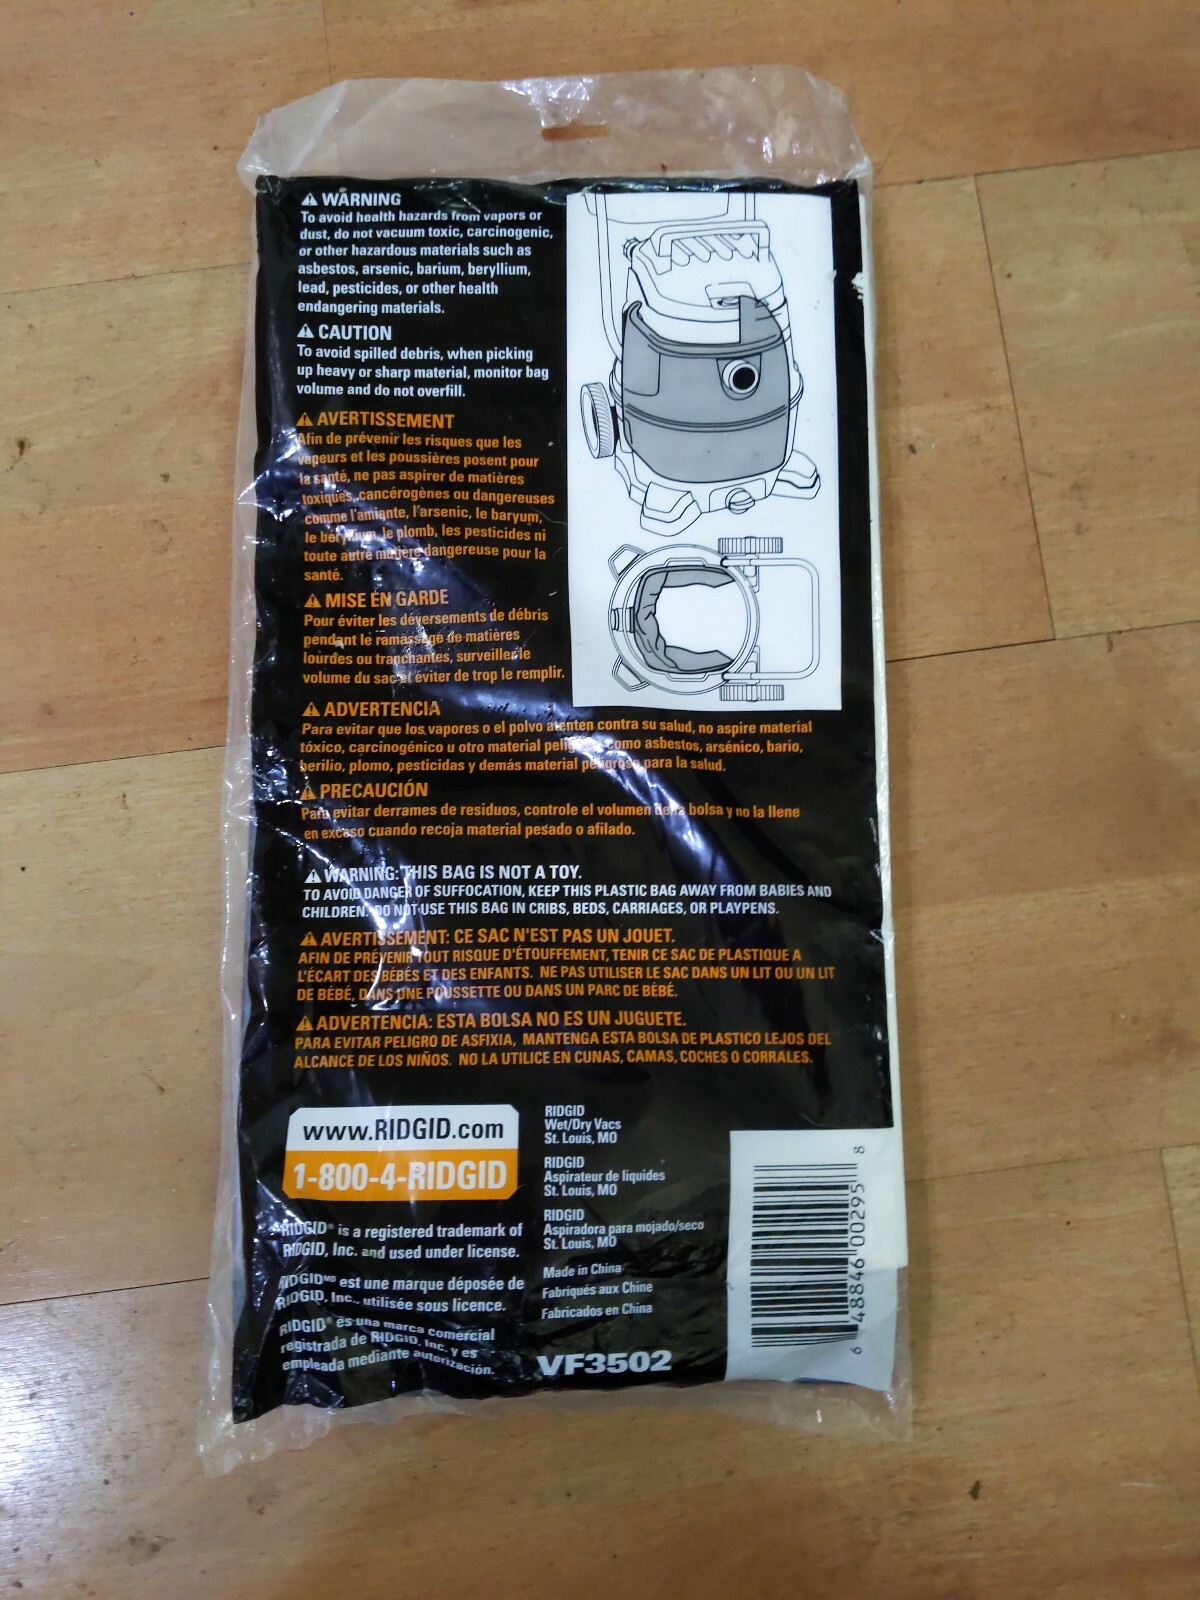 ⚠ WARNING
To avoid health hazards from vapors or
dust, do not vacuum toxic, carcinogenic,
or other hazardous materials such as
asbestos, arsenic, barium, beryllium,
lead, pesticides, or other health
endangering materials.
⚠ CAUTION
To avoid spilled debris, when picking
up heavy or sharp material, monitor bag
volume and do not overfill.
⚠ AVERTISSEMENT
Afin de prévenir les risques que les
vapeurs et les poussières posent pour
la santé, ne pas aspirer de matières
toxiques, cancérogènes ou dangereuses
comme l'amiante, l'arsenic, le baryum,
le béryllium, le plomb, les pesticides ni
toute autre matière dangereuse pour la
santé.
⚠ MISE EN GARDE
Pour éviter les déversements de débris
pendant le ramassage de matières
lourdes ou tranchantes, surveiller le
volume du sac et éviter de trop le remplir.
⚠ ADVERTENCIA
Para evitar que los vapores o el polvo atenten contra su salud, no aspire material
tóxico, carcinogénico u otro material como asbestos, arsénico, bario,
berilio, plomo, pesticidas y demás material peligroso para la salud.
⚠ PRECAUCIÓN
Para evitar derrames de residuos, controle el volumen de la bolsa y no la llene
en exceso cuando recoja material pesado o afilado.
⚠ WARNING: THIS BAG IS NOT A TOY.
TO AVOID DANGER OF SUFFOCATION, KEEP THIS PLASTIC BAG AWAY FROM BABIES AND
CHILDREN. DO NOT USE THIS BAG IN CRIBS, BEDS, CARRIAGES, OR PLAYPENS.
⚠ AVERTISSEMENT: CE SAC N'EST PAS UN JOUET.
AFIN DE PRÉVENIR TOUT RISQUE D'ÉTOUFFEMENT, TENIR CE SAC DE PLASTIQUE A
L'ÉCART DES BÉBÉS ET DES ENFANTS. NE PAS UTILISER LE SAC DANS UN LIT OU UN LIT
DE BÉBÉ, DANS UNE POUSSETTE OU DANS UN PARC DE BÉBÉ.
⚠ ADVERTENCIA: ESTA BOLSA NO ES UN JUGUETE.
PARA EVITAR PELIGRO DE ASFIXIA, MANTENGA ESTA BOLSA DE PLASTICO LEJOS DEL
ALCANCE DE LOS NIÑOS. NO LA UTILICE EN CUNAS, CAMAS, COCHES O CORRALES.
www.RIDGID.com
1-800-4-RIDGID
RIDGID® is a registered trademark of
RIDGID, Inc. and used under license.
RIDGIDMD est une marque déposée de
RIDGID, Inc., utilisée sous licence.
RIDGID® es una marca comercial
registrada de RIDGID, Inc. y es
empleada mediante autorización.
RIDGID
Wet/Dry Vacs
St. Louis, MO
RIDGID
Aspirateur de liquides
St. Louis, MO
RIDGID
Aspiradora para mojado/seco
St. Louis, MO
Made in China
Fabriqués aux Chine
Fabricados en China
VF3502
6 48846 00295 8